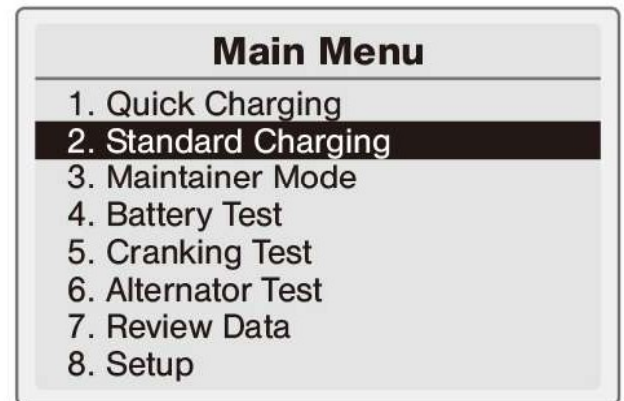 Main Menu
1. Quick Charging
2. Standard Charging
3. Maintainer Mode
4. Battery Test
5. Cranking Test
6. Alternator Test
7. Review Data
8. Setup